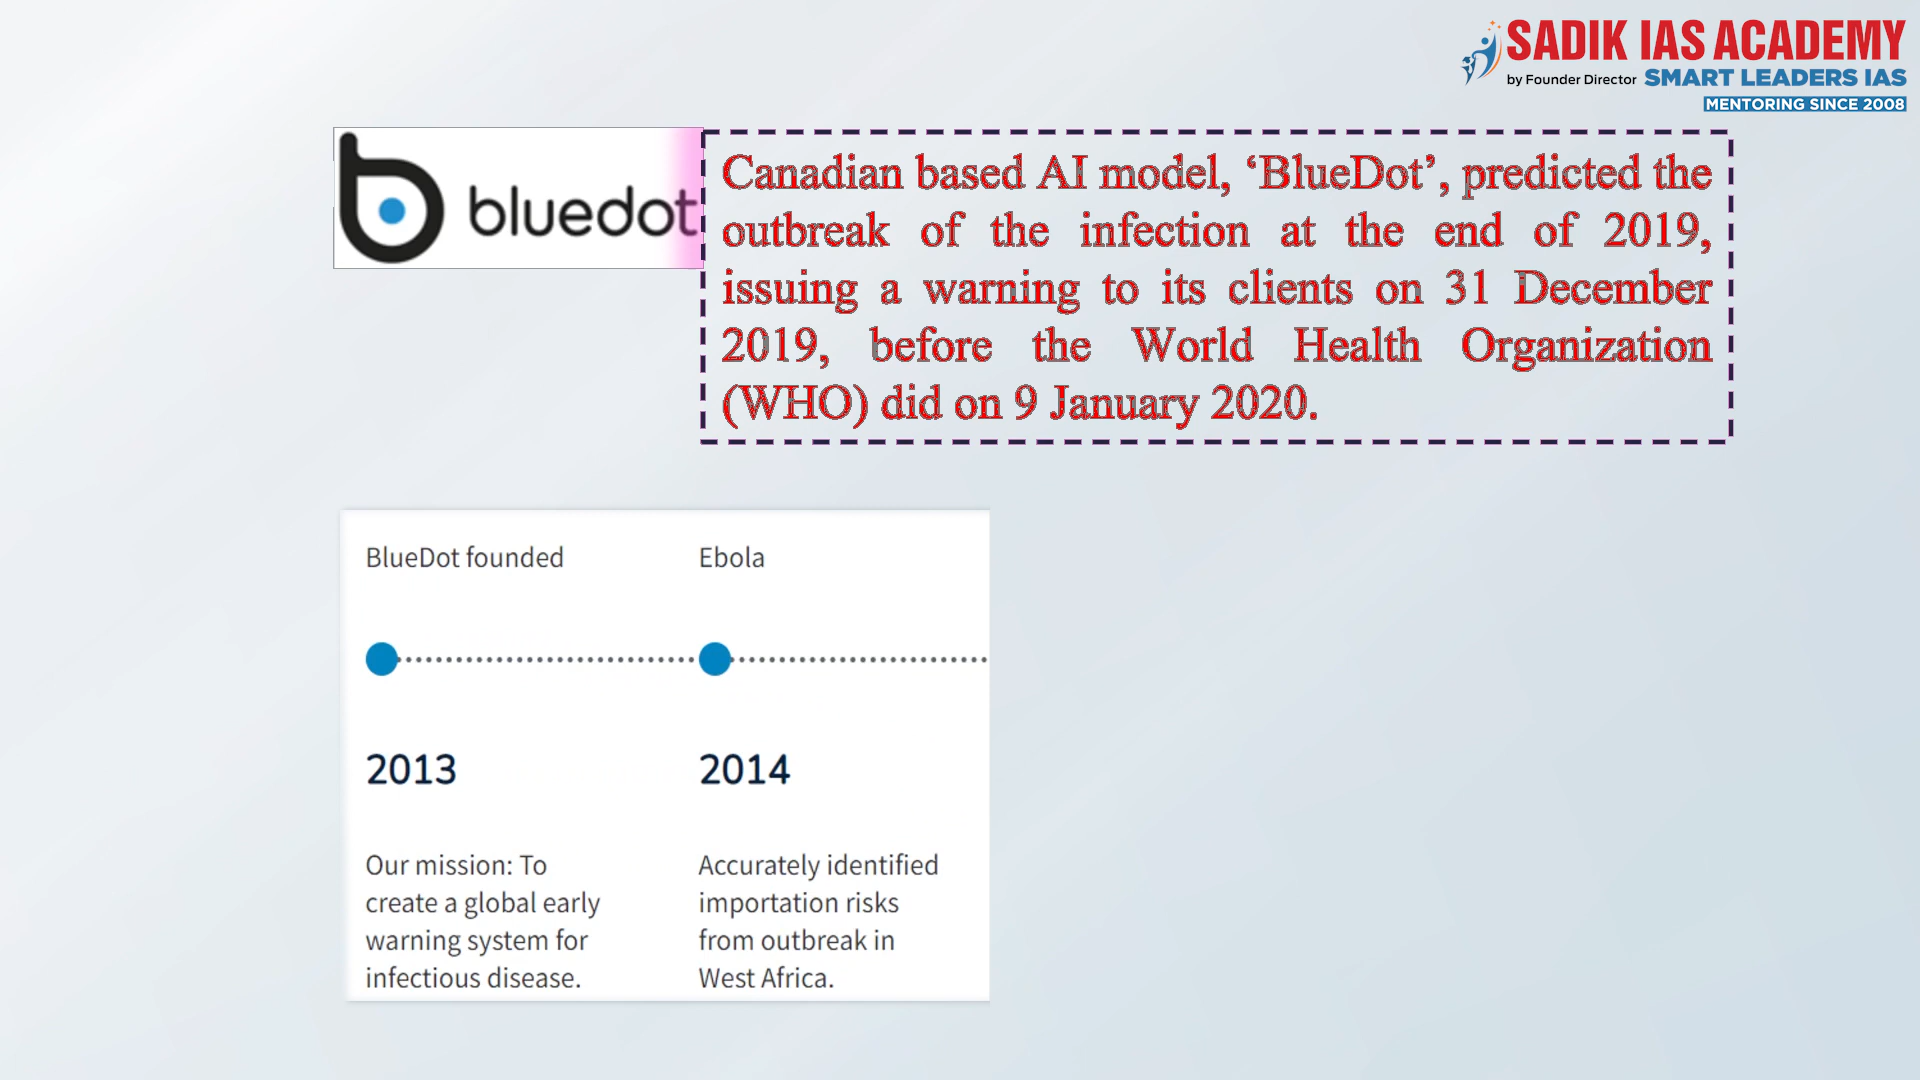 SADIK IAS ACADEMY
by Founder Director SMART LEADERS IAS
MENTORING SINCE 2008
bluedot
Canadian based AI model, ‘BlueDot’, predicted the
outbreak of the infection at the end of 2019,
issuing a warning to its clients on 31 December
2019, before the World Health Organization
(WHO) did on 9 January 2020.
BlueDot founded
Ebola
2013
2014
Our mission: To
create a global early
warning system for
infectious disease.
Accurately identified
importation risks
from outbreak in
West Africa.